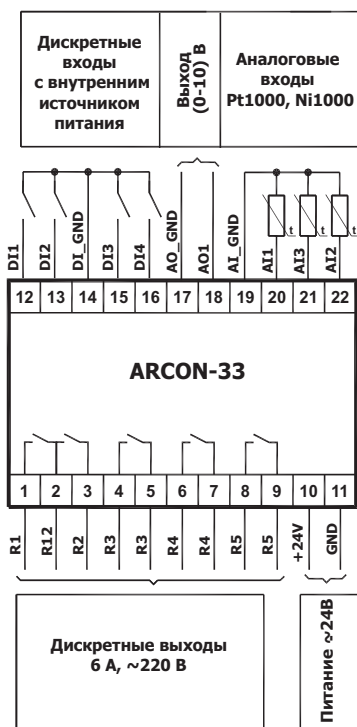 Дискретные
входы
с внутренним
источником
питания
Выход
(0-10) В
Аналоговые
входы
Pt1000, Ni1000
DI1
DI2
DI_GND
DI3
DI4
AO_GND
AO1
AI_GND
AI1
AI3
AI2
t
t
t
12 13 14 15 16 17 18 19 20 21 22
ARCON-33
1 2 3 4 5 6 7 8 9 10 11
R1
R12
R2
R3
R3
R4
R4
R5
R5
+24V
GND
Дискретные выходы
6 А, ~220 В
Питание ~24В